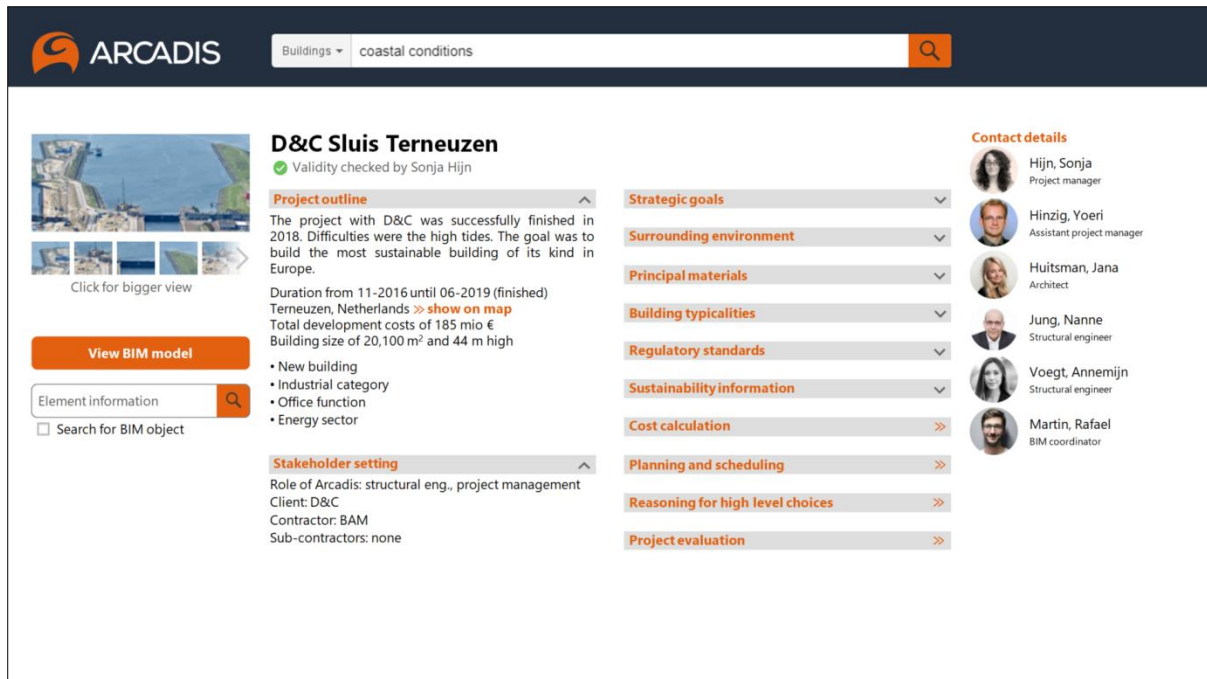 ARCADIS
Buildings
coastal conditions
Click for bigger view
View BIM model
Element information
Search for BIM object
D&C Sluis Terneuzen
Validity checked by Sonja Hijn
Project outline
The project with D&C was successfully finished in
2018. Difficulties were the high tides. The goal was to
build the most sustainable building of its kind in
Europe.
Duration from 11-2016 until 06-2019 (finished)
Terneuzen, Netherlands >> show on map
Total development costs of 185 mio €
Building size of 20,100 m² and 44 m high
• New building
• Industrial category
• Office function
• Energy sector
Stakeholder setting
Role of Arcadis: structural eng., project management
Client: D&C
Contractor: BAM
Sub-contractors: none
Strategic goals
Surrounding environment
Principal materials
Building typicalities
Regulatory standards
Sustainability information
Cost calculation >>
Planning and scheduling >>
Reasoning for high level choices >>
Project evaluation >>
Contact details
Hijn, Sonja
Project manager
Hinzig, Yoeri
Assistant project manager
Huitsman, Jana
Architect
Jung, Nanne
Structural engineer
Voegt, Annemijn
Structural engineer
Martin, Rafael
BIM coordinator